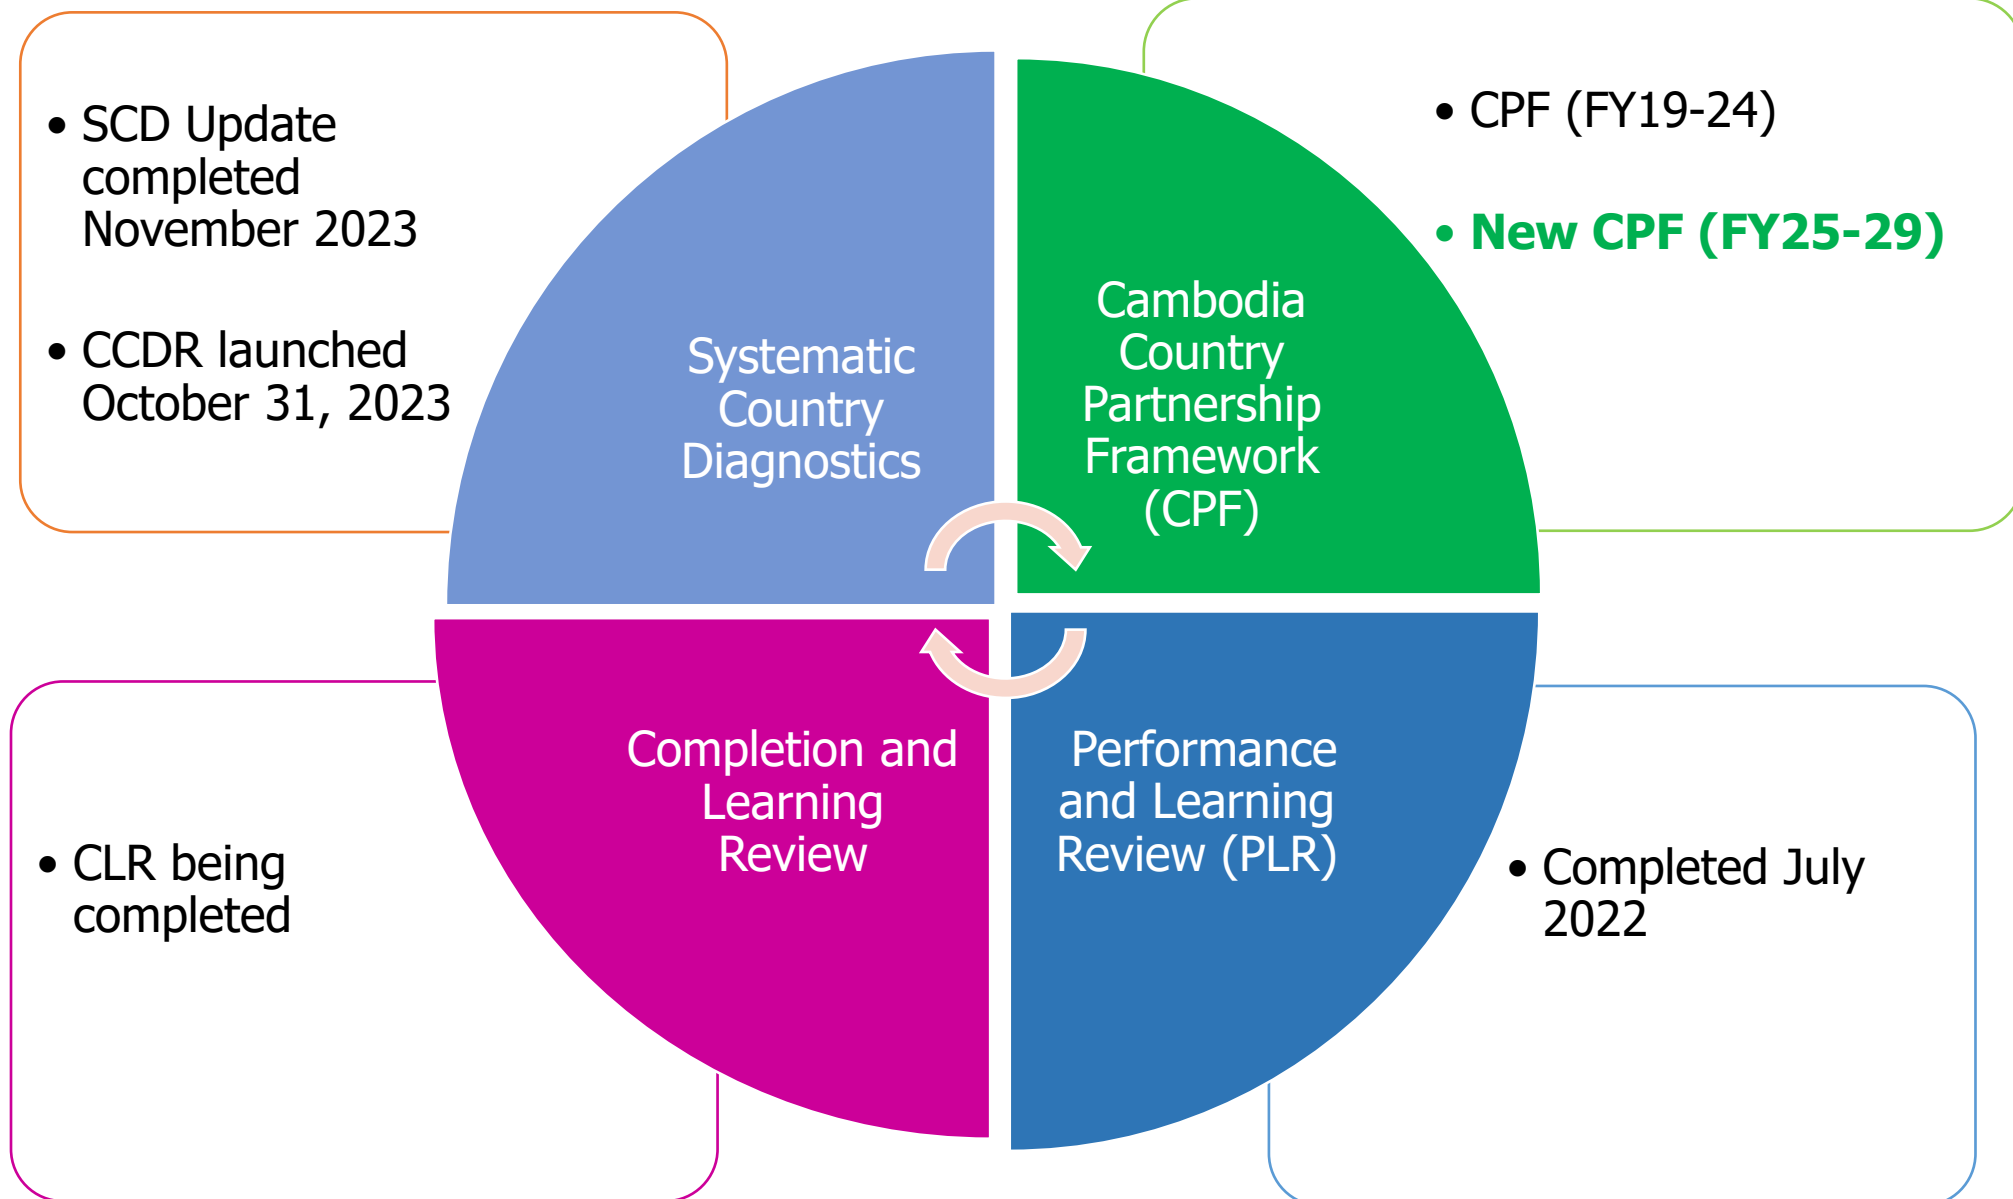 • SCD Update
completed
November 2023
• CCDR launched
October 31, 2023
Systematic
Country
Diagnostics
Cambodia
Country
Partnership
Framework
(CPF)
• CPF (FY19-24)
• New CPF (FY25-29)
• CLR being
completed
Completion and
Learning
Review
Performance
and Learning
Review (PLR)
• Completed July
2022